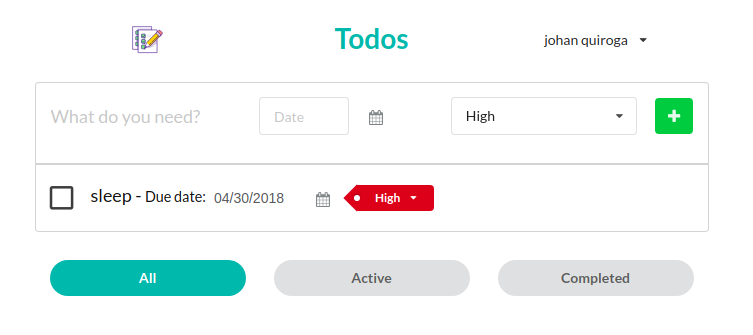 Todos
johan quiroga
What do you need?
Date
High
sleep - Due date: 04/30/2018
High
All
Active
Completed